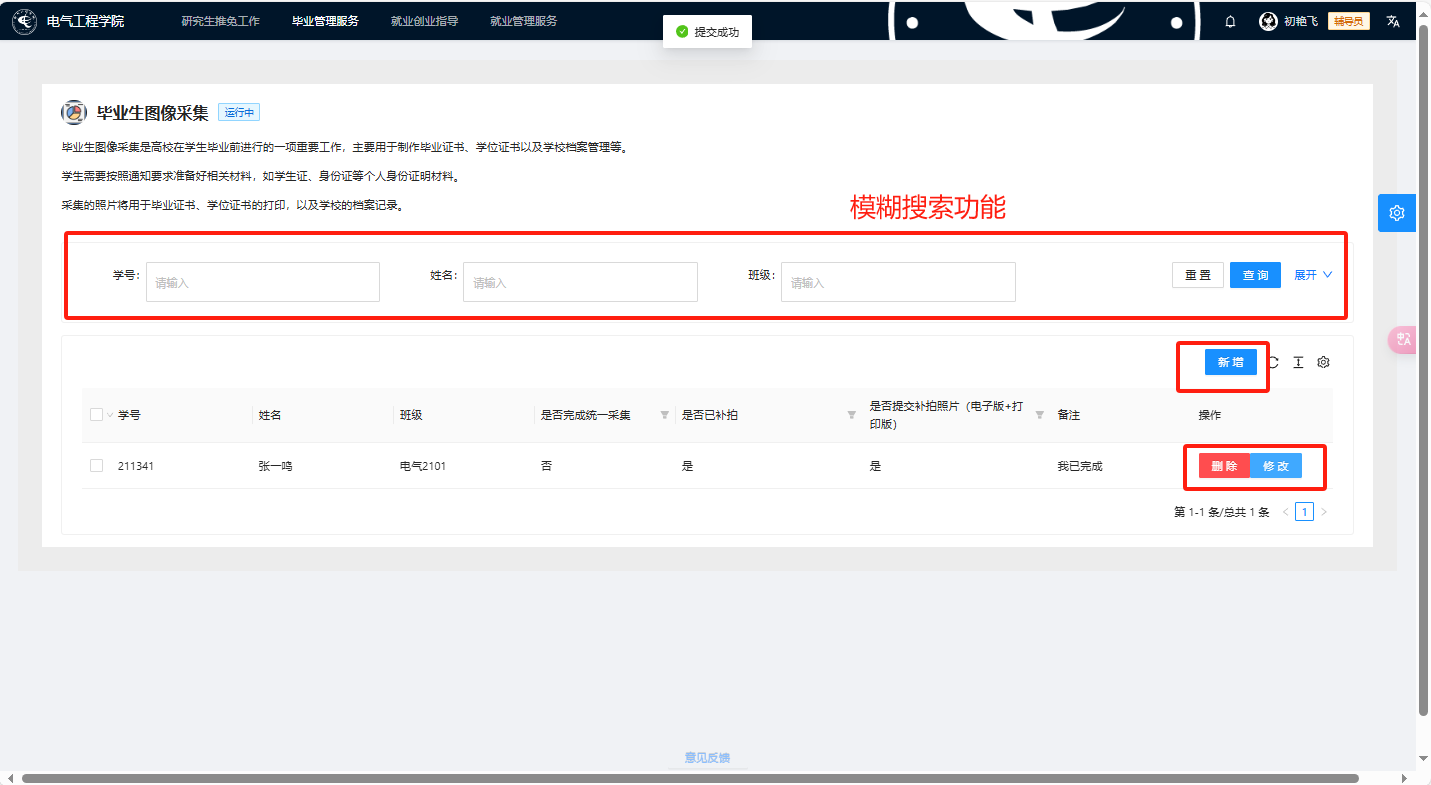 电气工程学院 研究生推免工作 毕业管理服务 就业创业指导 就业管理服务 初艳飞 辅导员
提交成功
毕业生图像采集 运行中
毕业生图像采集是高校在学生毕业前进行的一项重要工作，主要用于制作毕业证书、学位证书以及学校档案管理等。
学生需要按照通知要求准备好相关材料，如学生证、身份证等个人身份证明材料。
采集的照片将用于毕业证书、学位证书的打印，以及学校的档案记录。
模糊搜索功能
学号: 请输入 姓名: 请输入 班级: 请输入 重 置 查 询 展开
新 增
学号 姓名 班级 是否完成统一采集 是否已补拍 是否提交补拍照片（电子版+打
印版） 备注 操作
211341 张一鸣 电气2101 否 是 是 我已完成 删 除 修 改
第 1-1 条/总共 1 条 1
意见反馈